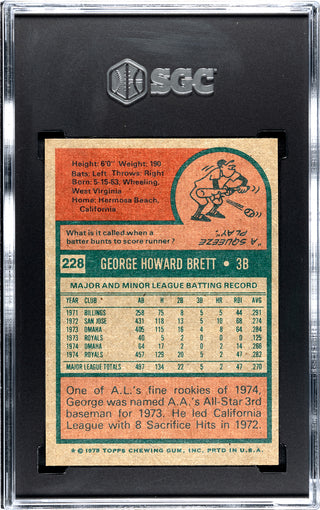 SGC
Height: 6'0" Weight: 190
Bats: Left Throws: Right
Born: 5-15-53, Wheeling,
West Virginia
Home: Hermosa Beach,
California
What is it called when a
batter bunts to score runner?
"A SQUEEZE
PLAY".
228 GEORGE HOWARD BRETT • 3B
MAJOR AND MINOR LEAGUE BATTING RECORD
YEAR CLUB AB H 2B 3B HR RBI AVG.
1971 BILLINGS 258 75 8 5 5 44 .291
1972 SAN JOSE 431 118 13 5 10 68 .274
1973 OMAHA 405 115 16 4 8 64 .284
1973 ROYALS 40 5 2 0 0 0 .125
1974 OMAHA 64 17 2 0 2 14 .266
1974 ROYALS 457 129 20 5 2 47 .282
MAJOR LEAGUE TOTALS 497 134 22 5 2 47 .270
One of A.L.'s fine rookies of 1974,
George was named A.A.'s All-Star 3rd
baseman for 1973. He led California
League with 8 Sacrifice Hits in 1972.
* © 1975 TOPPS CHEWING GUM, INC. PRTD. IN U.S.A.